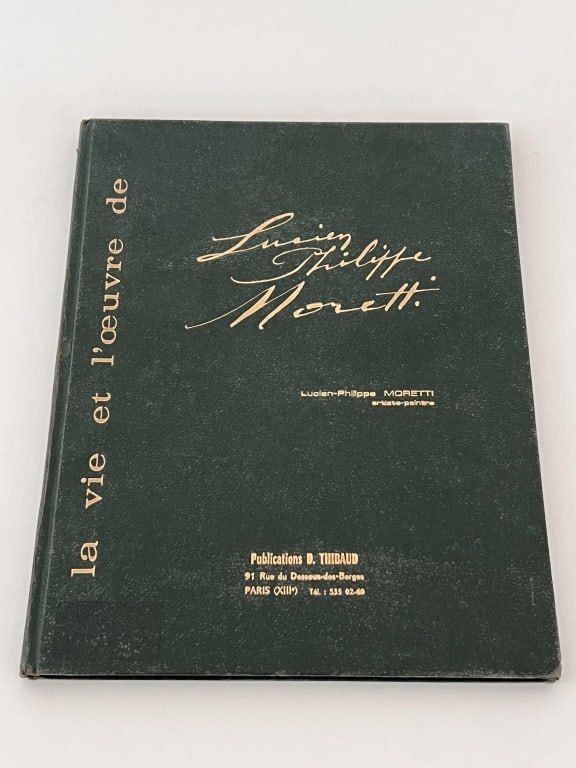 la vie et l'œuvre de
Lucien
Philippe
Moretti.
Lucien-Philippe MORETTI
artiste-peintre
Publications D. THIBAUD
91 Rue du Dessous-des-Berges
PARIS (XIIIᵉ) Tél. : 535 02-60